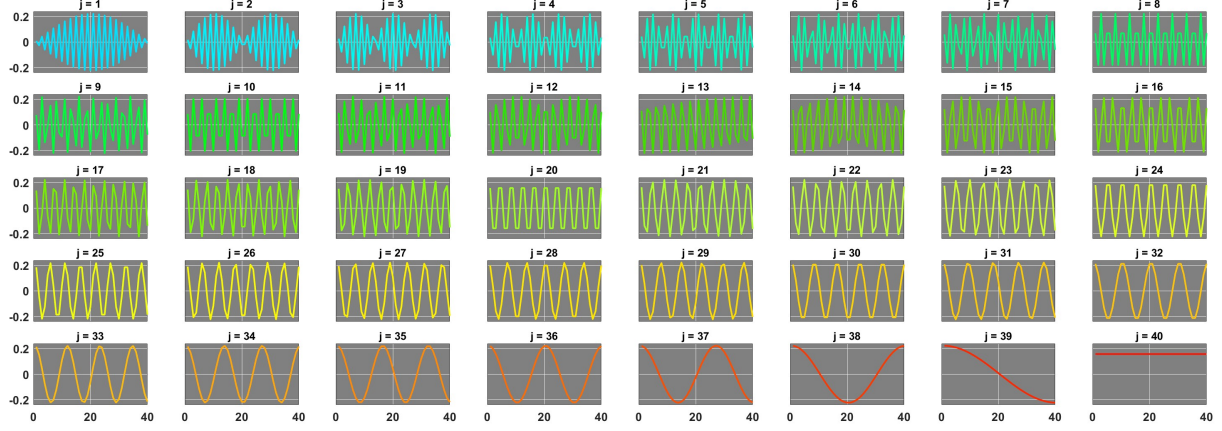 j = 1 j = 2 j = 3 j = 4 j = 5 j = 6 j = 7 j = 8
0.2
0
-0.2
j = 9 j = 10 j = 11 j = 12 j = 13 j = 14 j = 15 j = 16
0.2
0
-0.2
j = 17 j = 18 j = 19 j = 20 j = 21 j = 22 j = 23 j = 24
0.2
0
-0.2
j = 25 j = 26 j = 27 j = 28 j = 29 j = 30 j = 31 j = 32
0.2
0
-0.2
j = 33 j = 34 j = 35 j = 36 j = 37 j = 38 j = 39 j = 40
0.2
0
-0.2
0 20 40 0 20 40 0 20 40 0 20 40 0 20 40 0 20 40 0 20 40 0 20 40